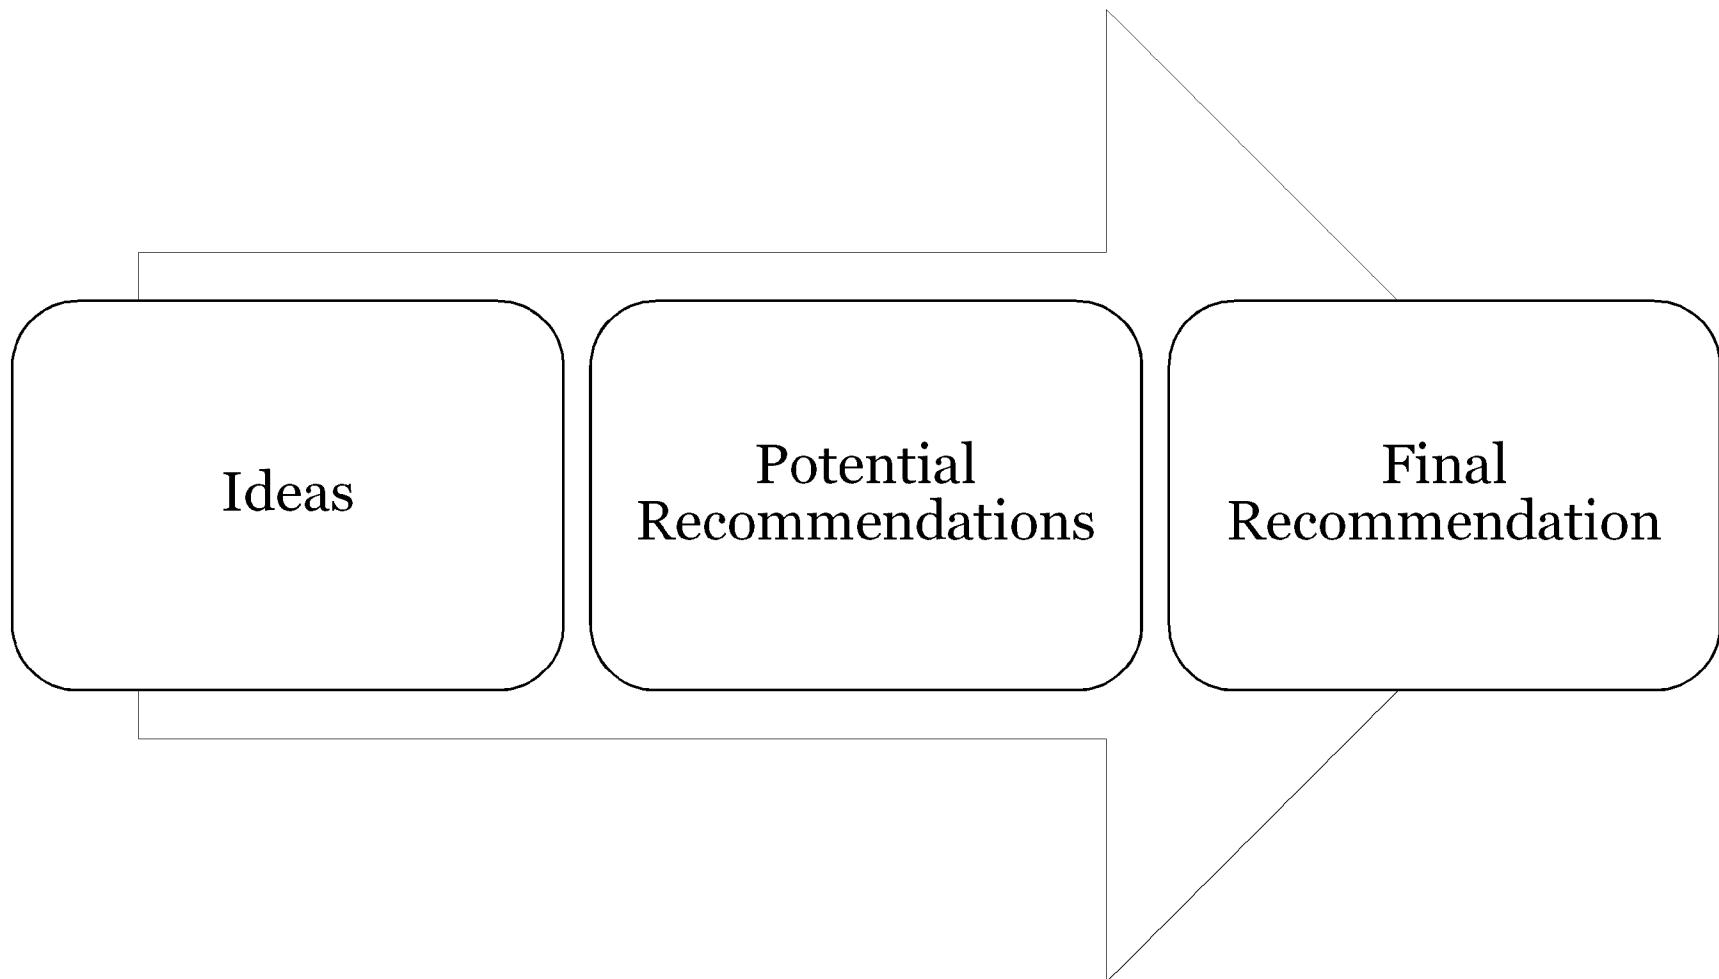 Ideas
Potential
Recommendations
Final
Recommendation